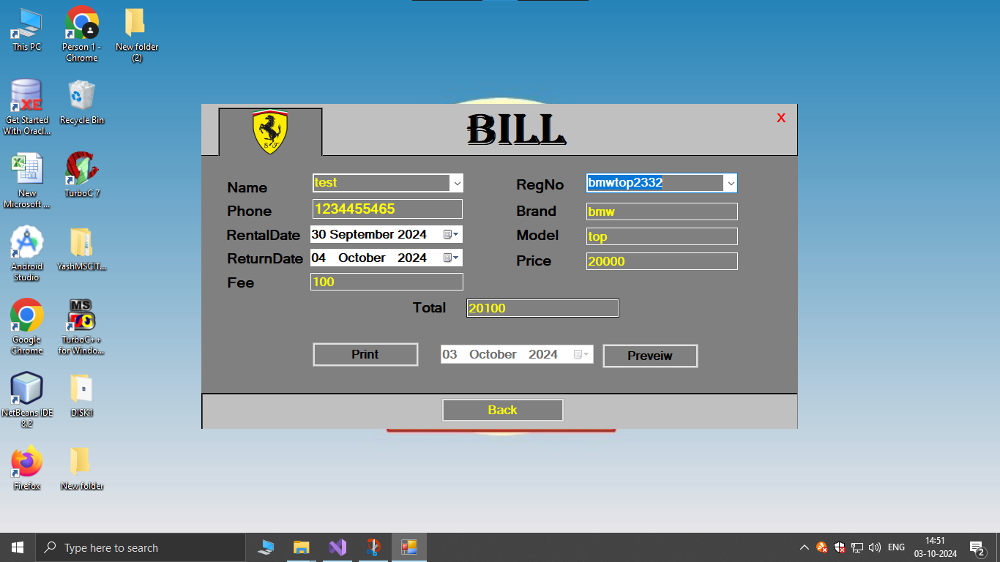 This PC
Person 1 -
Chrome
New folder
(2)
XE
Get Started
With Oracl...
Recycle Bin
New
Microsoft ...
TurboC 7
Android
Studio
YashMSCIT...
Google
Chrome
MS
TurboC++
for Windo...
NetBeans IDE
8.2
DISK1
Firefox
New folder
S F
BILL
X
Name
test
Phone
1234455465
RentalDate
30 September 2024
ReturnDate
04 October 2024
Fee
100
RegNo
bmwtop2332
Brand
bmw
Model
top
Price
20000
Total
20100
Print
03 October 2024
Preveiw
Back
Type here to search
ENG
14:51
03-10-2024
2